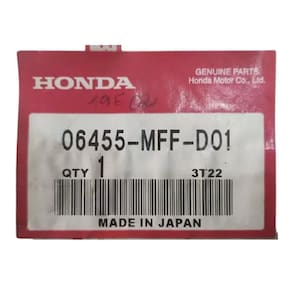 GENUINE PARTS
HONDA
Honda Motor Co., Ltd.
06455-MFF-D01
QTY 1
3T22
MADE IN JAPAN